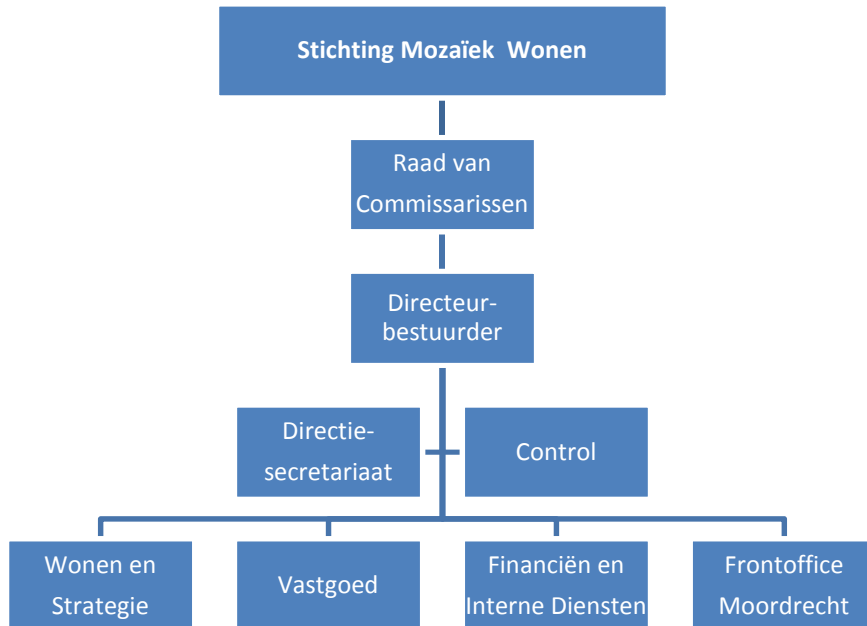 Stichting Mozaïek Wonen
Raad van
Commissarissen
Directeur-
bestuurder
Directie-
secretariaat
Control
Wonen en
Strategie
Vastgoed
Financiën en
Interne Diensten
Frontoffice
Moordrecht